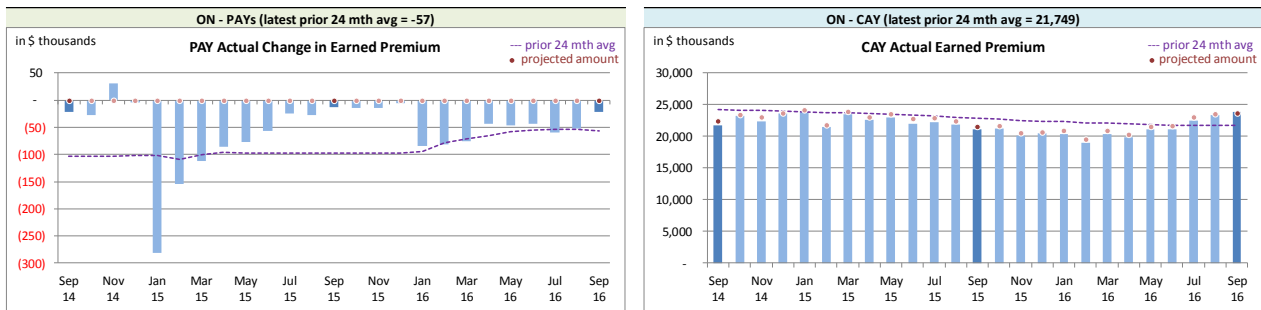 ON - PAYs (latest prior 24 mth avg = -57)
in $ thousands
PAY Actual Change in Earned Premium
--- prior 24 mth avg
• projected amount
50
-
(50)
(100)
(150)
(200)
(250)
(300)
Sep 14 Nov 14 Jan 15 Mar 15 May 15 Jul 15 Sep 15 Nov 15 Jan 16 Mar 16 May 16 Jul 16 Sep 16
ON - CAY (latest prior 24 mth avg = 21,749)
in $ thousands
CAY Actual Earned Premium
--- prior 24 mth avg
• projected amount
30,000
25,000
20,000
15,000
10,000
5,000
-
Sep 14 Nov 14 Jan 15 Mar 15 May 15 Jul 15 Sep 15 Nov 15 Jan 16 Mar 16 May 16 Jul 16 Sep 16